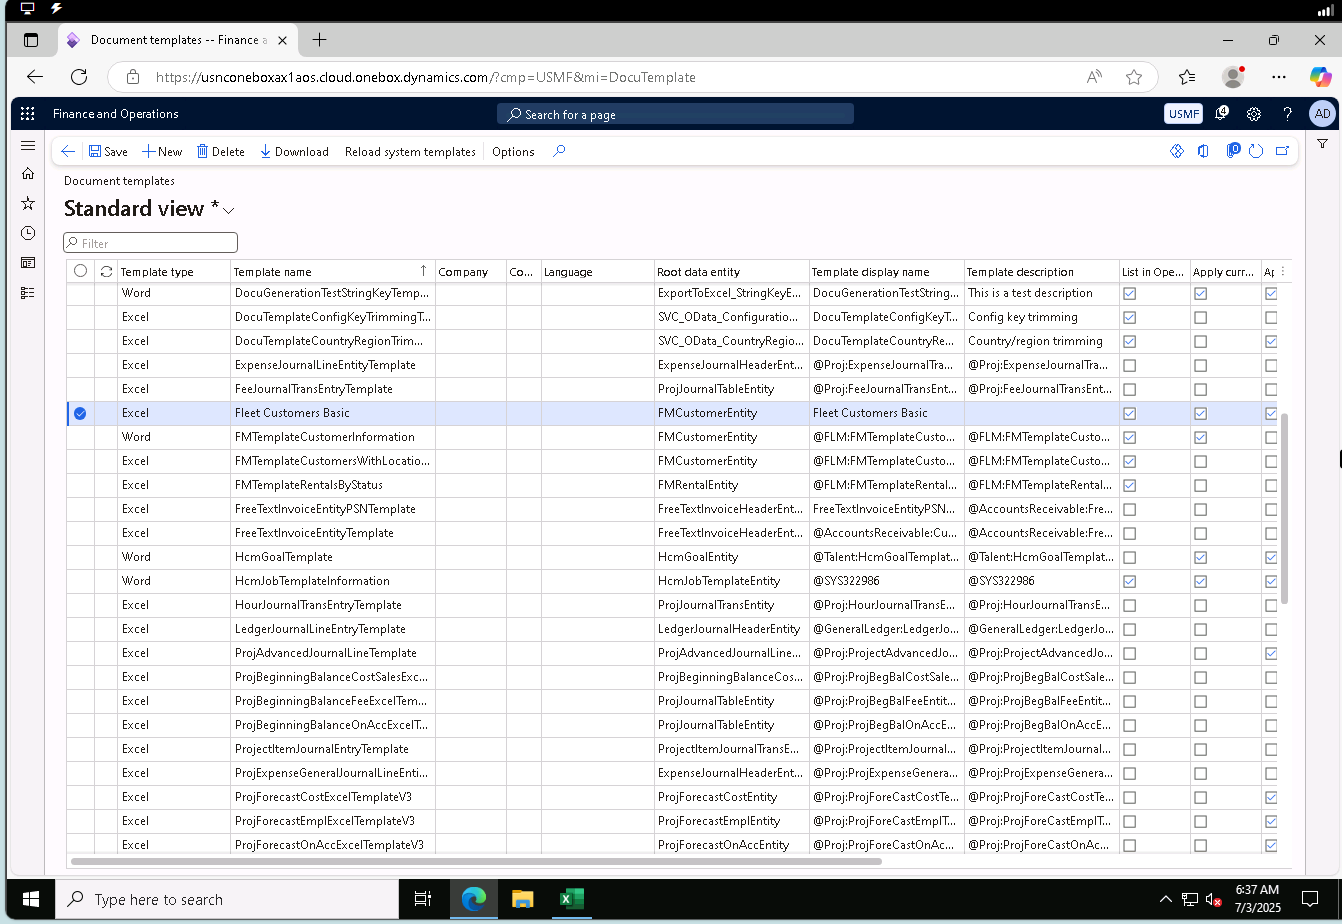 Document templates -- Finance a
https://usnconeboxax1aos.cloud.onebox.dynamics.com/?cmp=USMF&mi=DocuTemplate
Finance and Operations
Search for a page
USMF
4
?
AD
Save New Delete Download Reload system templates Options
0
Document templates
Standard view *
Filter
Template type Template name Company Co... Language Root data entity Template display name Template description List in Ope... Apply curr... Ap
Word DocuGenerationTestStringKeyTemp... ExportToExcel_StringKeyE... DocuGenerationTestString... This is a test description
Excel DocuTemplateConfigKeyTrimmingT... SVC_OData_Configuratio... DocuTemplateConfigKeyT... Config key trimming
Excel DocuTemplateCountryRegionTrim... SVC_OData_CountryRegio... DocuTemplateCountryRe... Country/region trimming
Excel ExpenseJournalLineEntityTemplate ExpenseJournalHeaderEnt... @Proj:ExpenseJournalTra... @Proj:ExpenseJournalTra...
Excel FeeJournalTransEntryTemplate ProjJournalTableEntity @Proj:FeeJournalTransEnt... @Proj:FeeJournalTransEnt...
Excel Fleet Customers Basic FMCustomerEntity Fleet Customers Basic
Word FMTemplateCustomerInformation FMCustomerEntity @FLM:FMTemplateCusto... @FLM:FMTemplateCusto...
Excel FMTemplateCustomersWithLocatio... FMCustomerEntity @FLM:FMTemplateCusto... @FLM:FMTemplateCusto...
Excel FMTemplateRentalsByStatus FMRentalEntity @FLM:FMTemplateRental... @FLM:FMTemplateRental...
Excel FreeTextInvoiceEntityPSNTemplate FreeTextInvoiceHeaderEnt... FreeTextInvoiceEntityPSN... @AccountsReceivable:Fre...
Excel FreeTextInvoiceEntityTemplate FreeTextInvoiceHeaderEnt... @AccountsReceivable:Cu... @AccountsReceivable:Fre...
Word HcmGoalTemplate HcmGoalEntity @Talent:HcmGoalTemplat... @Talent:HcmGoalTemplat...
Word HcmJobTemplateInformation HcmJobTemplateEntity @SYS322986 @SYS322986
Excel HourJournalTransEntryTemplate ProjJournalTransEntity @Proj:HourJournalTransE... @Proj:HourJournalTransE...
Excel LedgerJournalLineEntryTemplate LedgerJournalHeaderEntity @GeneralLedger:LedgerJo... @GeneralLedger:LedgerJo...
Excel ProjAdvancedJournalLineTemplate ProjAdvancedJournalLine... @Proj:ProjectAdvancedJo... @Proj:ProjectAdvancedJo...
Excel ProjBeginningBalanceCostSalesExc... ProjBeginningBalanceCos... @Proj:ProjBegBalCostSale... @Proj:ProjBegBalCostSale...
Excel ProjBeginningBalanceFeeExcelTem... ProjJournalTableEntity @Proj:ProjBegBalFeeEntit... @Proj:ProjBegBalFeeEntit...
Excel ProjBeginningBalanceOnAccExcelT... ProjJournalTableEntity @Proj:ProjBegBalOnAccE... @Proj:ProjBegBalOnAccE...
Excel ProjectItemJournalEntryTemplate ProjectItemJournalTransE... @Proj:ProjectItemJournal... @Proj:ProjectItemJournal...
Excel ProjExpenseGeneralJournalLineEnti... ExpenseJournalHeaderEnt... @Proj:ProjExpenseGenera... @Proj:ProjExpenseGenera...
Excel ProjForecastCostExcelTemplateV3 ProjForecastCostEntity @Proj:ProjForeCastCostTe... @Proj:ProjForeCastCostTe...
Excel ProjForecastEmplExcelTemplateV3 ProjForecastEmplEntity @Proj:ProjForeCastEmplT... @Proj:ProjForeCastEmplT...
Excel ProjForecastOnAccExcelTemplateV3 ProjForecastOnAccEntity @Proj:ProjForeCastOnAc... @Proj:ProjForeCastOnAc...
Type here to search
6:37 AM
7/3/2025